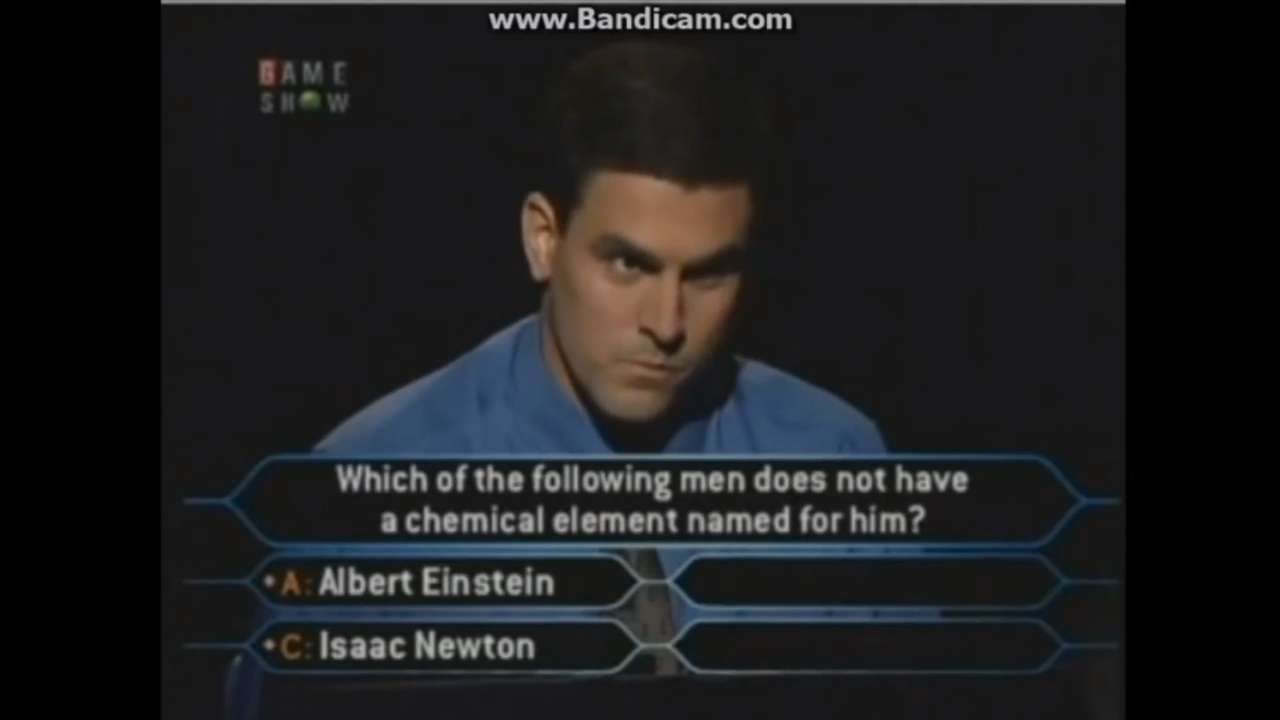 www.Bandicam.com
GAME
SHOW
Which of the following men does not have
a chemical element named for him?
A: Albert Einstein
C: Isaac Newton